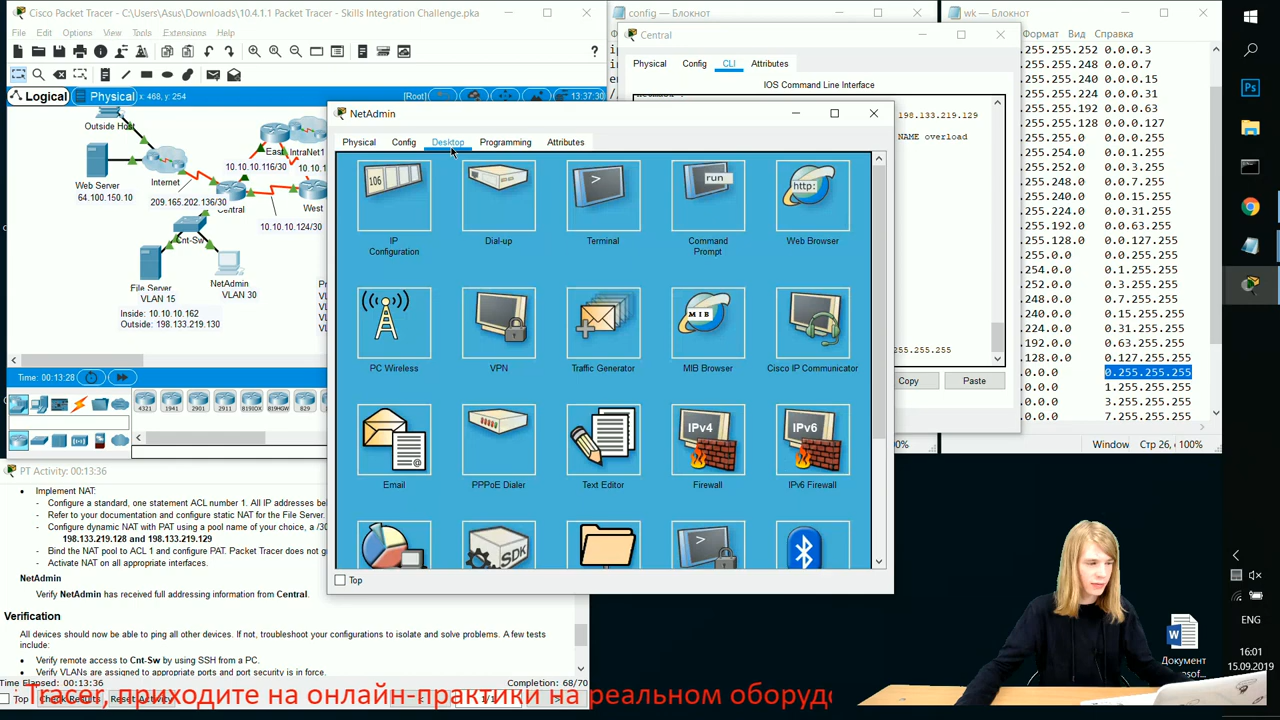 Cisco Packet Tracer - C:\Users\Asus\Downloads\10.4.1.1 Packet Tracer - Skills Integration Challenge.pka
File Edit Options View Tools Extensions Help
Logical Physical x: 468, y: 254 [Root] 13:37:30
Outside Host
Web Server
64.100.150.10
Internet
209.165.202.136/30
East
IntraNet1
10.10.10.116/30
10.10.1
Central
West
10.10.10.124/30
Cnt-Sw
File Server
VLAN 15
NetAdmin
VLAN 30
Inside: 10.10.10.162
Outside: 198.133.219.130
Time: 00:13:28
4321 1941 2901 2911 819IOX 819HGW 829
PT Activity: 00:13:36
Implement NAT:
- Configure a standard, one statement ACL number 1. All IP addresses be
- Refer to your documentation and configure static NAT for the File Server.
- Configure dynamic NAT with PAT using a pool name of your choice, a /30
198.133.219.128 and 198.133.219.129
- Bind the NAT pool to ACL 1 and configure PAT. Packet Tracer does not g
- Activate NAT on all appropriate interfaces.
NetAdmin
Verify NetAdmin has received full addressing information from Central.
Verification
All devices should now be able to ping all other devices. If not, troubleshoot your configurations to isolate and solve problems. A few tests
include:
Verify remote access to Cnt-Sw by using SSH from a PC.
Verify VLANs are assigned to appropriate ports and port security is in force.
Time: 00:13:36 Completion: 68/70
Top Check Results Reset Activity 1/1
Tracer, приходите на онлайн-практики на реальном оборудо
NetAdmin
Physical Config Desktop Programming Attributes
106
run
http:
IP
Configuration
Dial-up
Terminal
Command
Prompt
Web Browser
MIB
PC Wireless
VPN
Traffic Generator
MIB Browser
Cisco IP Communicator
IPv4
IPv6
Email
PPPoE Dialer
Text Editor
Firewall
IPv6 Firewall
SDK
Top
config — Блокнот
Central
Physical Config CLI Attributes
IOS Command Line Interface
198.133.219.129
NAME overload
255.255.255
Copy Paste
wk — Блокнот
Формат Вид Справка
.255.255.252 0.0.0.3
.255.255.248 0.0.0.7
.255.255.240 0.0.0.15
.255.255.224 0.0.0.31
.255.255.192 0.0.0.63
.255.255.128 0.0.0.127
.255.255.0 0.0.0.255
.255.254.0 0.0.1.255
.255.252.0 0.0.3.255
.255.248.0 0.0.7.255
.255.240.0 0.0.15.255
.255.224.0 0.0.31.255
.255.192.0 0.0.63.255
.255.128.0 0.0.127.255
.255.0.0 0.0.255.255
.254.0.0 0.1.255.255
.252.0.0 0.3.255.255
.248.0.0 0.7.255.255
.240.0.0 0.15.255.255
.224.0.0 0.31.255.255
.192.0.0 0.63.255.255
.128.0.0 0.127.255.255
.0.0.0 0.255.255.255
.0.0.0 1.255.255.255
.0.0.0 3.255.255.255
.0.0.0 7.255.255.255
Window Стр 26, с 100%
Ps
ENG
16:01
15.09.2019
Документ